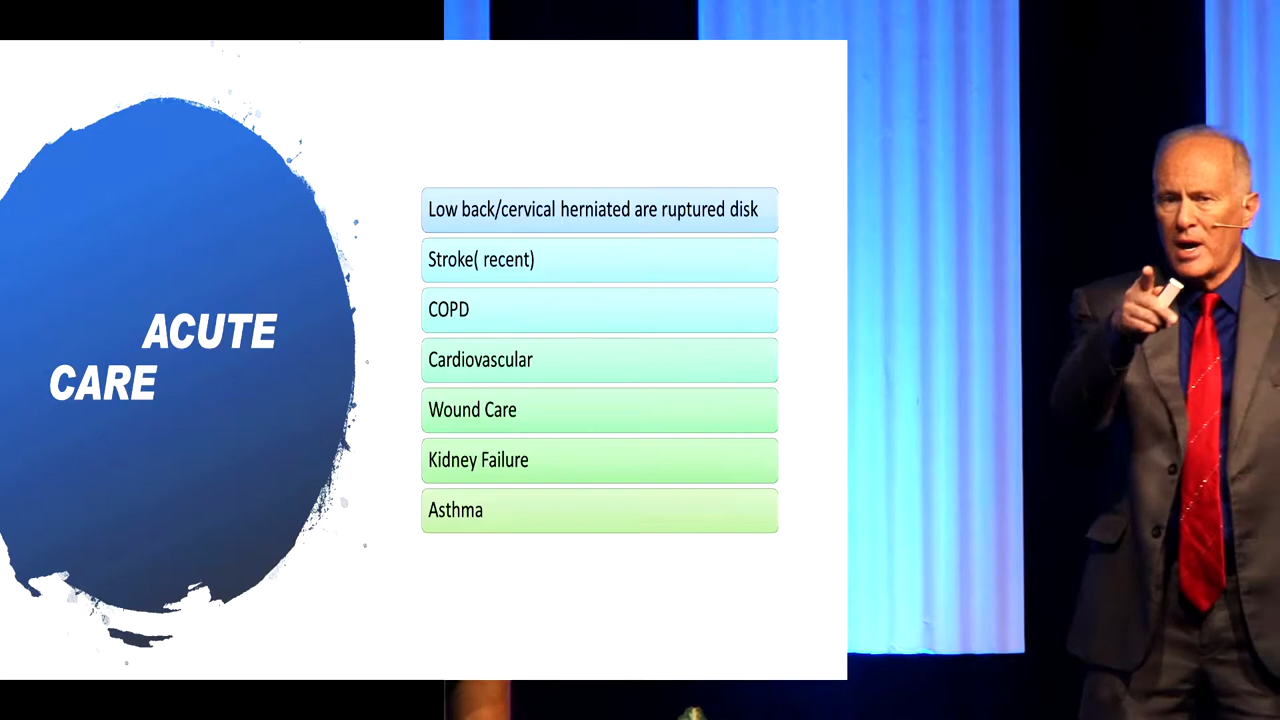 ACUTE
CARE
Low back/cervical herniated are ruptured disk
Stroke( recent)
COPD
Cardiovascular
Wound Care
Kidney Failure
Asthma